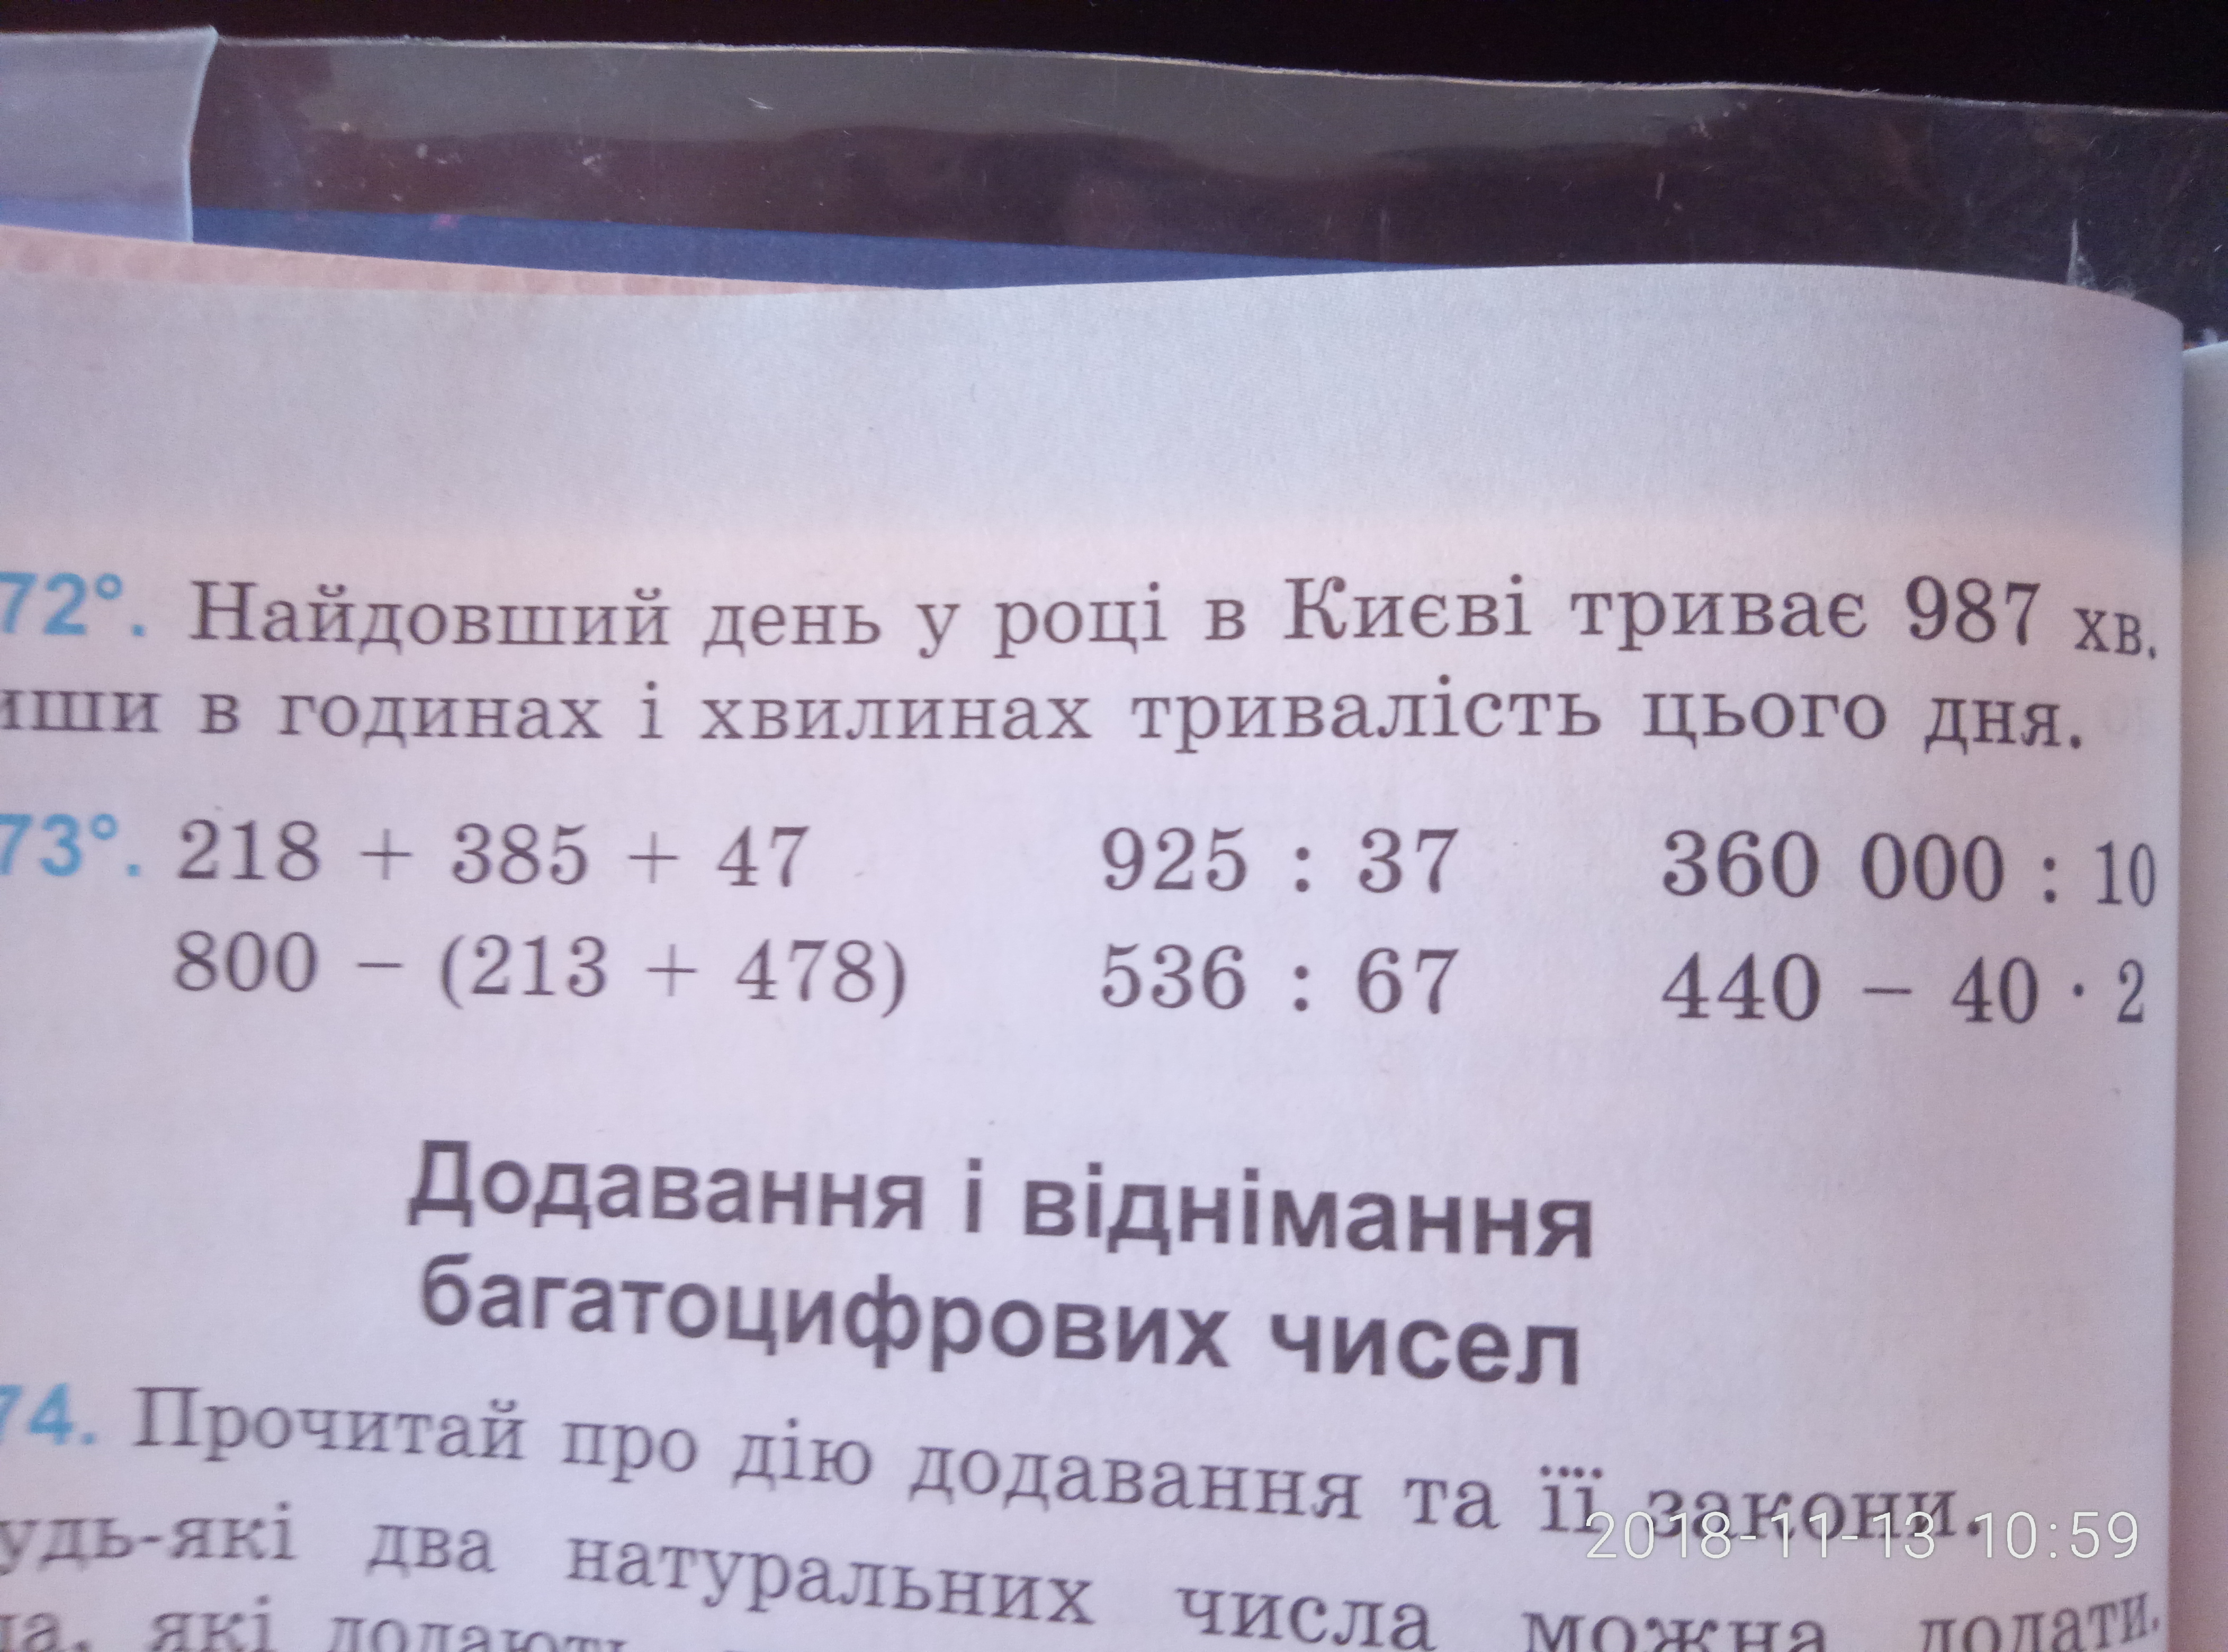 72°. Найдовший день у році в Києві триває 987 хв.
иши в годинах і хвилинах тривалість цього дня.
73°. 218 + 385 + 47 925 : 37 360 000 : 10
800 − (213 + 478) 536 : 67 440 − 40 · 2
Додавання і віднімання
багатоцифрових чисел
74. Прочитай про дію додавання та її закони.
удь-які два натуральних числа можна додати.
які додають
2018-11-13 10:59